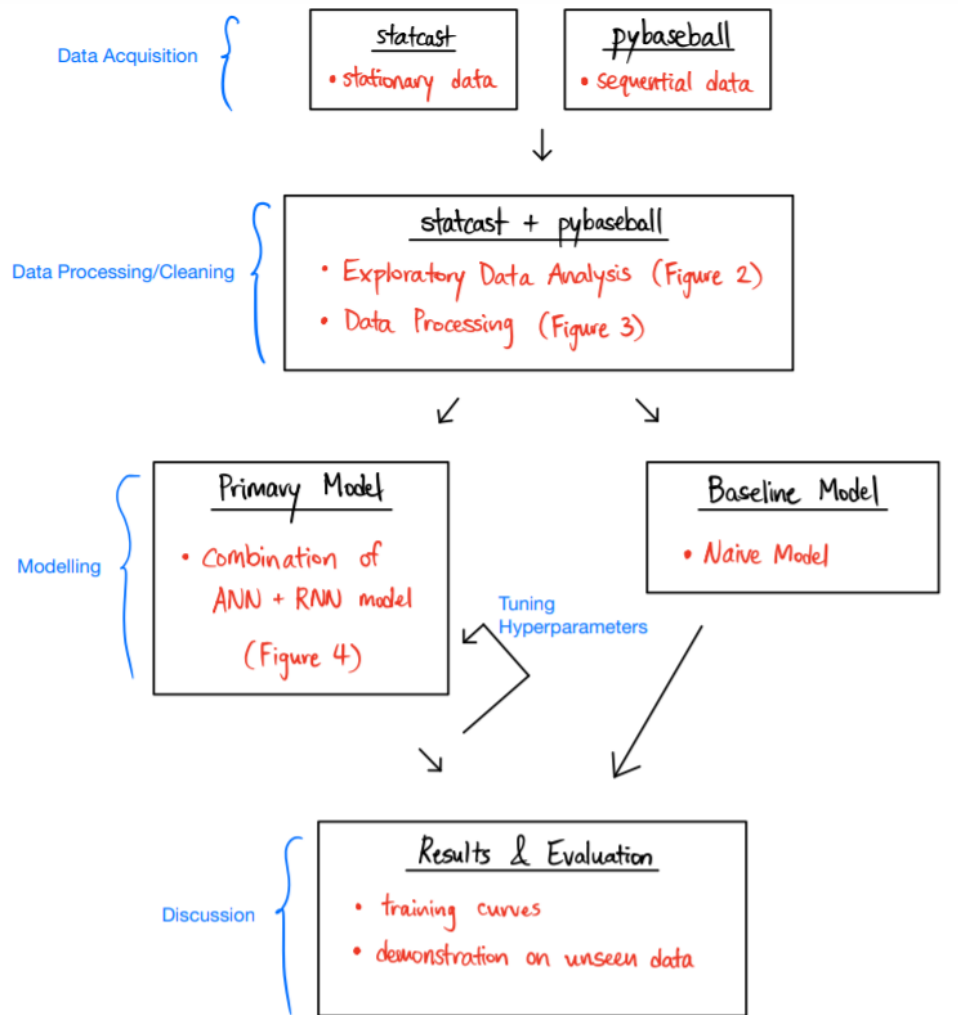 Data Acquisition
statcast
• stationary data
pybaseball
• sequential data
Data Processing/Cleaning
statcast + pybaseball
• Exploratory Data Analysis (Figure 2)
• Data Processing (Figure 3)
Modelling
Primary Model
• combination of
ANN + RNN model
(Figure 4)
Baseline Model
• Naive Model
Tuning
Hyperparameters
Discussion
Results & Evaluation
• training curves
• demonstration on unseen data